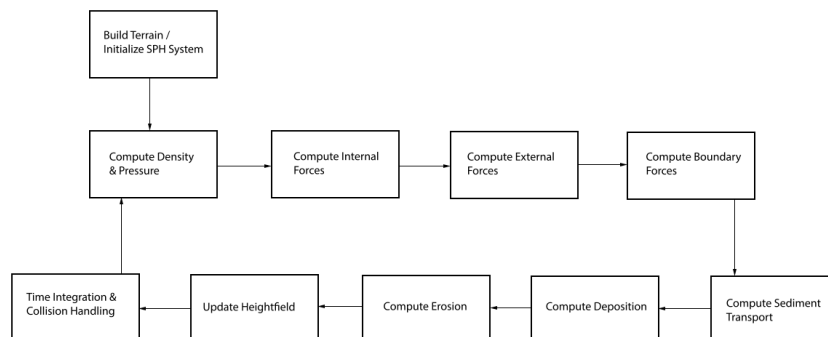 Build Terrain /
Initialize SPH System
Compute Density
& Pressure
Compute Internal
Forces
Compute External
Forces
Compute Boundary
Forces
Time Integration &
Collision Handling
Update Heightfield
Compute Erosion
Compute Deposition
Compute Sediment
Transport